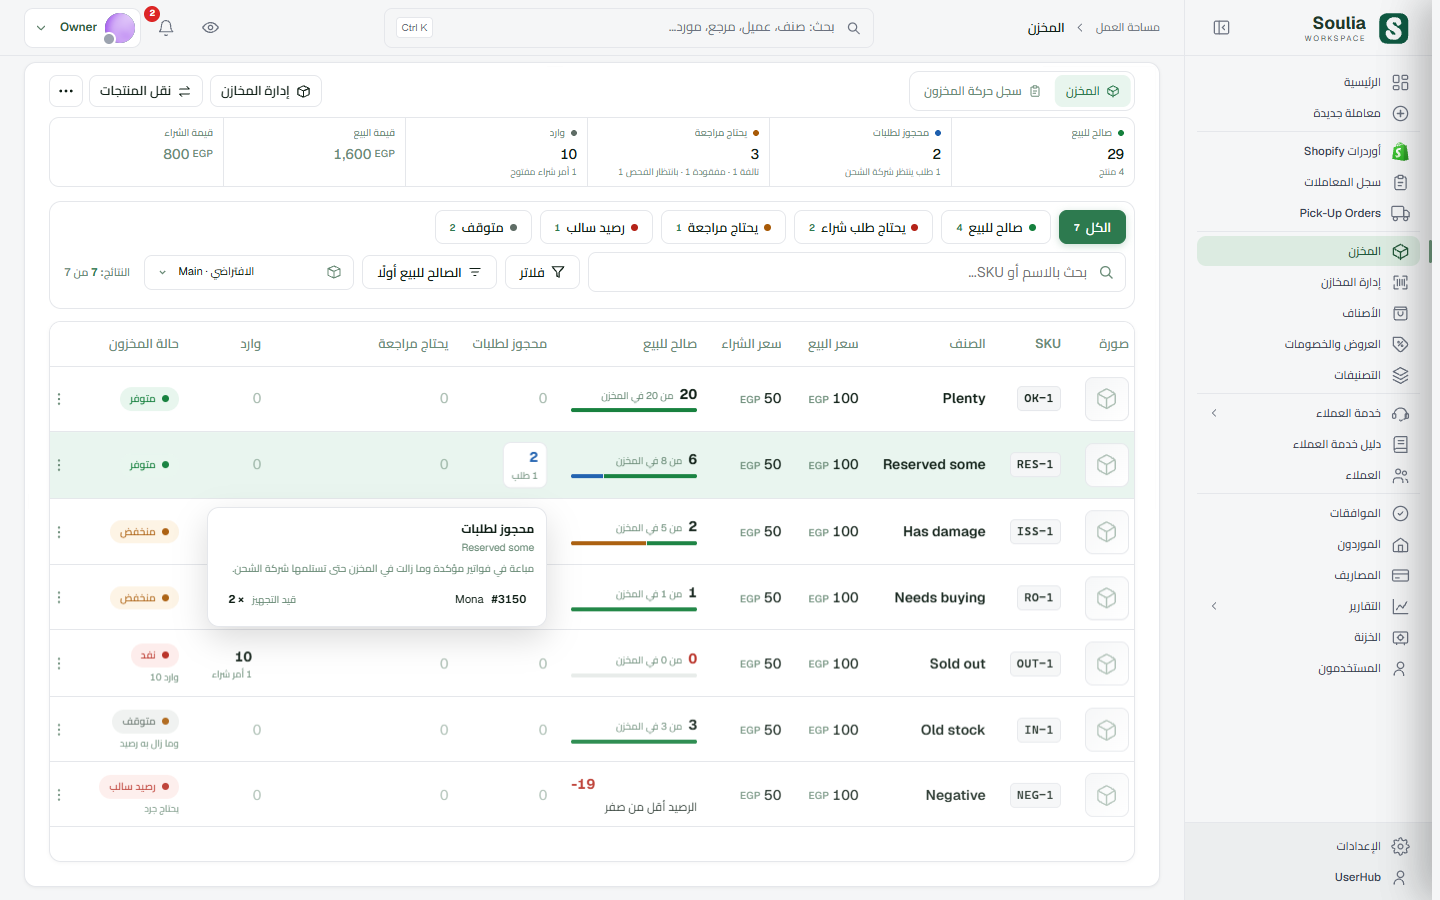 Soulia
WORKSPACE
مساحة العمل
المخزن
بحث: صنف، عميل، مرجع، مورد...
Ctrl K
2
Owner
الرئيسية
معاملة جديدة
أوردرات Shopify
سجل المعاملات
Pick-Up Orders
المخزن
إدارة المخازن
الأصناف
العروض والخصومات
التصنيفات
خدمة العملاء
دليل خدمة العملاء
العملاء
الموافقات
الموردون
المصاريف
التقارير
الخزنة
المستخدمون
الإعدادات
UserHub
المخزن
سجل حركة المخزون
إدارة المخازن
نقل المنتجات
صالح للبيع
29
4 منتج
محجوز لطلبات
2
1 طلب ينتظر شركة الشحن
يحتاج مراجعة
3
تالفة 1 · مفقودة 1 · بانتظار الفحص 1
وارد
10
1 أمر شراء مفتوح
قيمة البيع
1,600 EGP
قيمة الشراء
800 EGP
الكل 7
صالح للبيع 4
يحتاج طلب شراء 2
يحتاج مراجعة 1
رصيد سالب 1
متوقف 2
بحث بالاسم أو SKU...
فلاتر
الصالح للبيع أولًا
الافتراضي · Main
النتائج: 7 من 7
صورة SKU الصنف سعر البيع سعر الشراء صالح للبيع محجوز لطلبات يحتاج مراجعة وارد حالة المخزون
OK-1 Plenty EGP 100 EGP 50 20 من 20 في المخزن 0 0 0 متوفر
RES-1 Reserved some EGP 100 EGP 50 6 من 8 في المخزن 2 0 0 متوفر
1 طلب
ISS-1 Has damage EGP 100 EGP 50 2 من 5 في المخزن منخفض
محجوز لطلبات
Reserved some
مباعة في فواتير مؤكدة وما زالت في المخزن حتى تستلمها شركة الشحن.
#3150 Mona قيد التجهيز 2 ×
RO-1 Needs buying EGP 100 EGP 50 1 من 1 في المخزن منخفض
OUT-1 Sold out EGP 100 EGP 50 0 من 0 في المخزن 0 0 10 نفد
1 أمر شراء
وارد 10
IN-1 Old stock EGP 100 EGP 50 3 من 3 في المخزن 0 0 0 متوقف
وما زال به رصيد
NEG-1 Negative EGP 100 EGP 50 -19 0 0 0 رصيد سالب
الرصيد أقل من صفر
يحتاج جرد